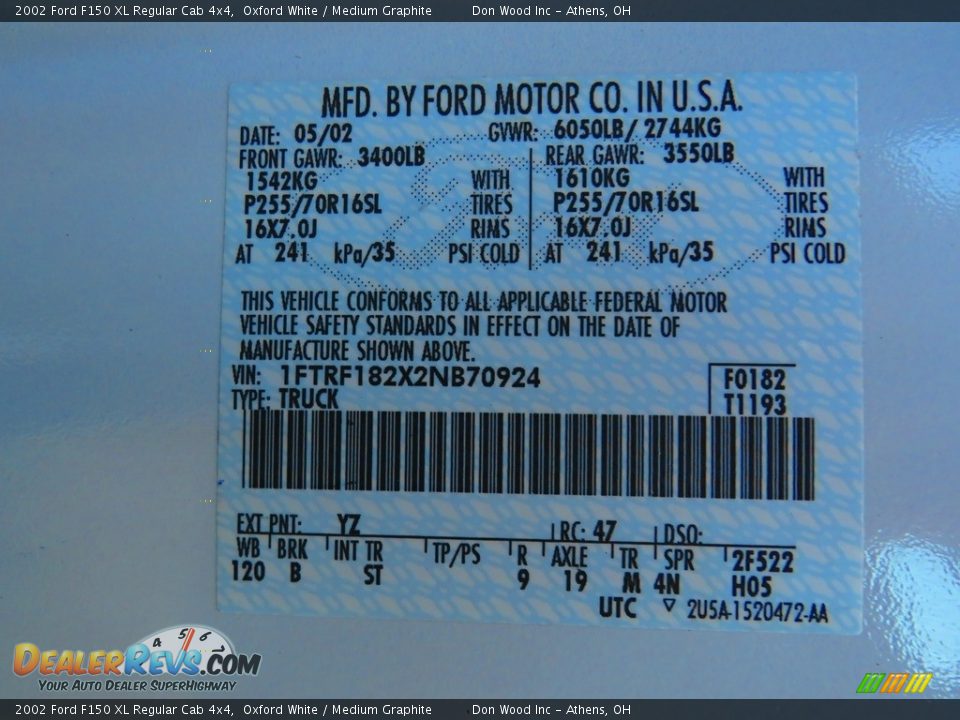 2002 Ford F150 XL Regular Cab 4x4, Oxford White / Medium Graphite Don Wood Inc - Athens, OH
MFD. BY FORD MOTOR CO. IN U.S.A.
DATE: 05/02 GVWR: 6050LB/ 2744KG
FRONT GAWR: 3400LB REAR GAWR: 3550LB
1542KG WITH 1610KG WITH
P255/70R16SL TIRES P255/70R16SL TIRES
16X7.0J RIMS 16X7.0J RIMS
AT 241 kPa/35 PSI COLD AT 241 kPa/35 PSI COLD
THIS VEHICLE CONFORMS TO ALL APPLICABLE FEDERAL MOTOR
VEHICLE SAFETY STANDARDS IN EFFECT ON THE DATE OF
MANUFACTURE SHOWN ABOVE.
VIN: 1FTRF182X2NB70924 F0182
TYPE: TRUCK T1193
EXT PNT: YZ RC: 47 DSO:
WB BRK INT TR TP/PS R AXLE TR SPR 2F522
120 B ST 9 19 M 4N H05
UTC ▽ 2U5A-1520472-AA
4 5 6 7
DEALERREVS.COM
YOUR AUTO DEALER SUPERHIGHWAY
2002 Ford F150 XL Regular Cab 4x4, Oxford White / Medium Graphite Don Wood Inc - Athens, OH